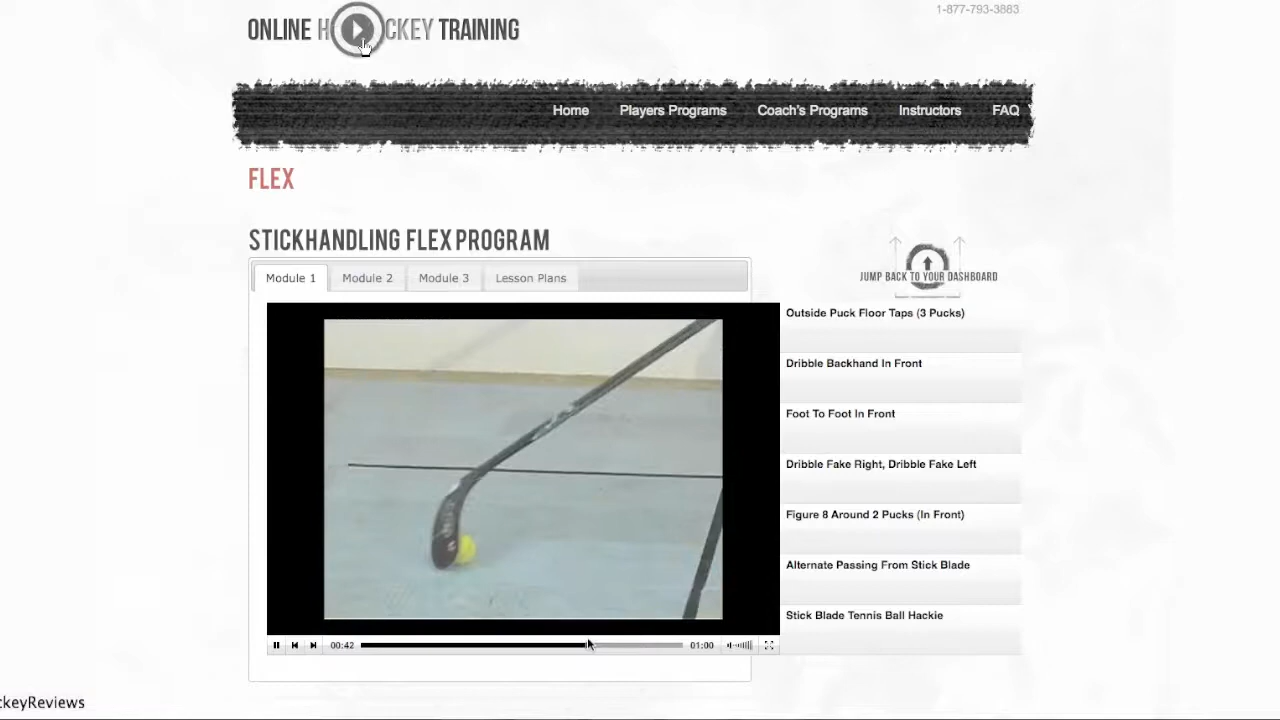 1-877-793-3883
ONLINE HOCKEY TRAINING
Home Players Programs Coach's Programs Instructors FAQ
FLEX
STICKHANDLING FLEX PROGRAM
JUMP BACK TO YOUR DASHBOARD
Module 1 Module 2 Module 3 Lesson Plans
Outside Puck Floor Taps (3 Pucks)
Dribble Backhand In Front
Foot To Foot In Front
Dribble Fake Right, Dribble Fake Left
Figure 8 Around 2 Pucks (In Front)
Alternate Passing From Stick Blade
Stick Blade Tennis Ball Hackie
00:42 01:00
ckeyReviews